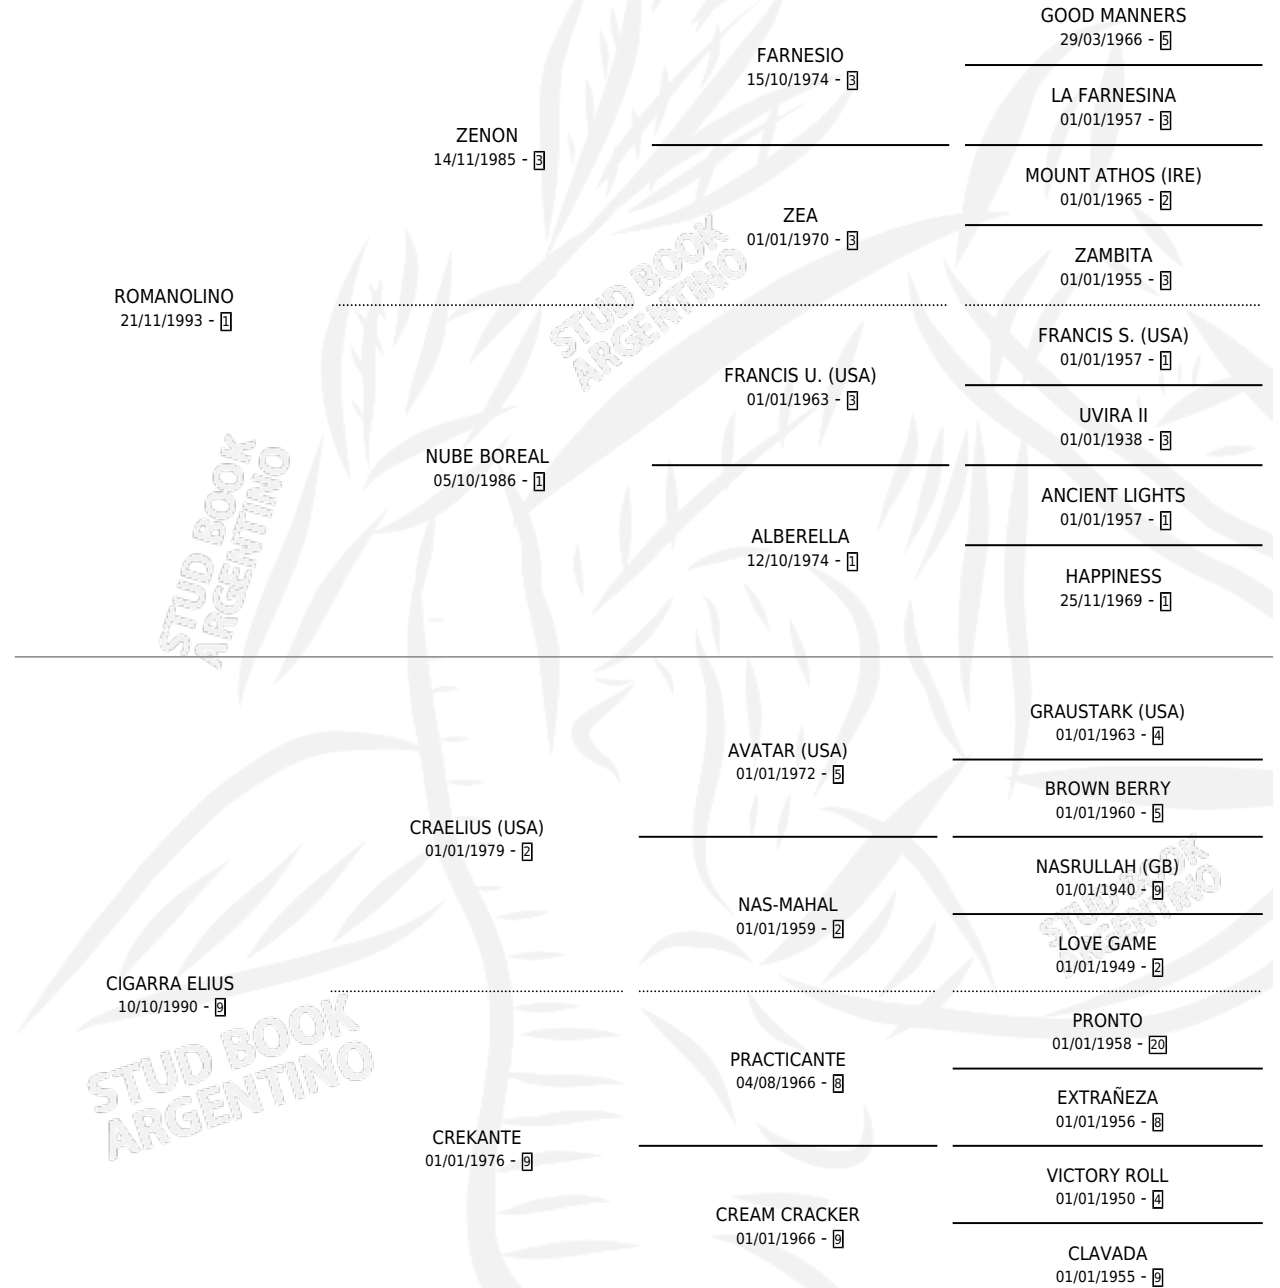 GOOD MANNERS
29/03/1966 - 5
FARNESIO
15/10/1974 - 3
LA FARNESINA
01/01/1957 - 3
ZENON
14/11/1985 - 3
MOUNT ATHOS (IRE)
01/01/1965 - 2
ZEA
01/01/1970 - 3
ZAMBITA
01/01/1955 - 3
ROMANOLINO
21/11/1993 - 1
FRANCIS S. (USA)
01/01/1957 - 1
FRANCIS U. (USA)
01/01/1963 - 3
UVIRA II
01/01/1938 - 3
NUBE BOREAL
05/10/1986 - 1
ANCIENT LIGHTS
01/01/1957 - 1
ALBERELLA
12/10/1974 - 1
HAPPINESS
25/11/1969 - 1
GRAUSTARK (USA)
01/01/1963 - 4
AVATAR (USA)
01/01/1972 - 5
BROWN BERRY
01/01/1960 - 5
CRAELIUS (USA)
01/01/1979 - 2
NASRULLAH (GB)
01/01/1940 - 9
NAS-MAHAL
01/01/1959 - 2
LOVE GAME
01/01/1949 - 2
CIGARRA ELIUS
10/10/1990 - 9
PRONTO
01/01/1958 - 20
PRACTICANTE
04/08/1966 - 8
EXTRAÑEZA
01/01/1956 - 8
CREKANTE
01/01/1976 - 9
VICTORY ROLL
01/01/1950 - 4
CREAM CRACKER
01/01/1966 - 9
CLAVADA
01/01/1955 - 9
STUD BOOK
ARGENTINO
STUD BOOK
ARGENTINO
STUD BOOK
ARGENTINO
STUD BOOK
ARGENTINO